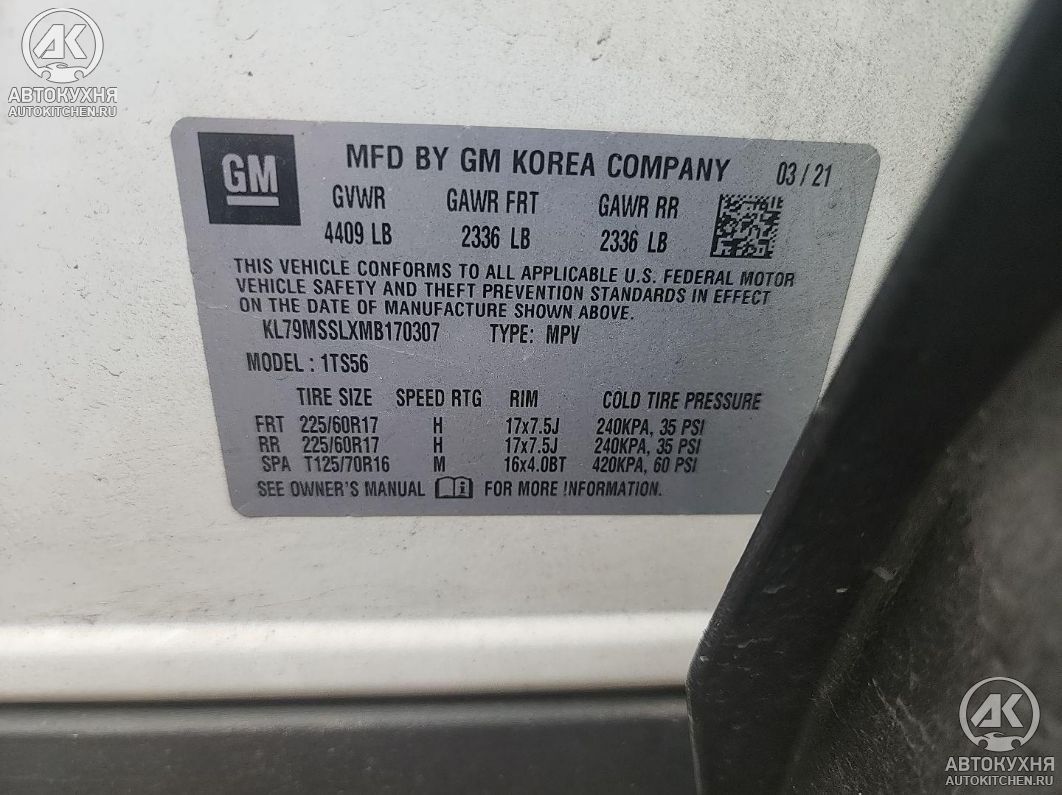 AK
АВТОКУХНЯ
AUTOKITCHEN.RU
GM
MFD BY GM KOREA COMPANY 03 / 21
GVWR GAWR FRT GAWR RR
4409 LB 2336 LB 2336 LB
THIS VEHICLE CONFORMS TO ALL APPLICABLE U.S. FEDERAL MOTOR
VEHICLE SAFETY AND THEFT PREVENTION STANDARDS IN EFFECT
ON THE DATE OF MANUFACTURE SHOWN ABOVE.
KL79MSSLXMB170307 TYPE: MPV
MODEL : 1TS56
TIRE SIZE SPEED RTG RIM COLD TIRE PRESSURE
FRT 225/60R17 H 17x7.5J 240KPA, 35 PSI
RR 225/60R17 H 17x7.5J 240KPA, 35 PSI
SPA T125/70R16 M 16x4.0BT 420KPA, 60 PSI
SEE OWNER'S MANUAL i FOR MORE INFORMATION.
AK
АВТОКУХНЯ
AUTOKITCHEN.RU